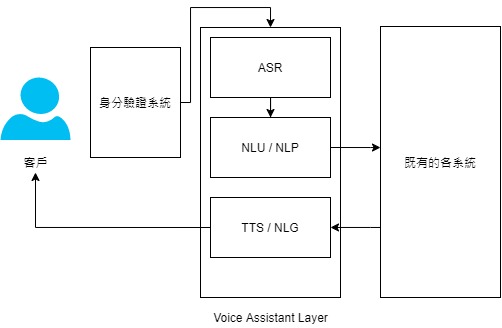 ASR
身分驗證系統
NLU / NLP
客戶
既有的各系統
TTS / NLG
Voice Assistant Layer